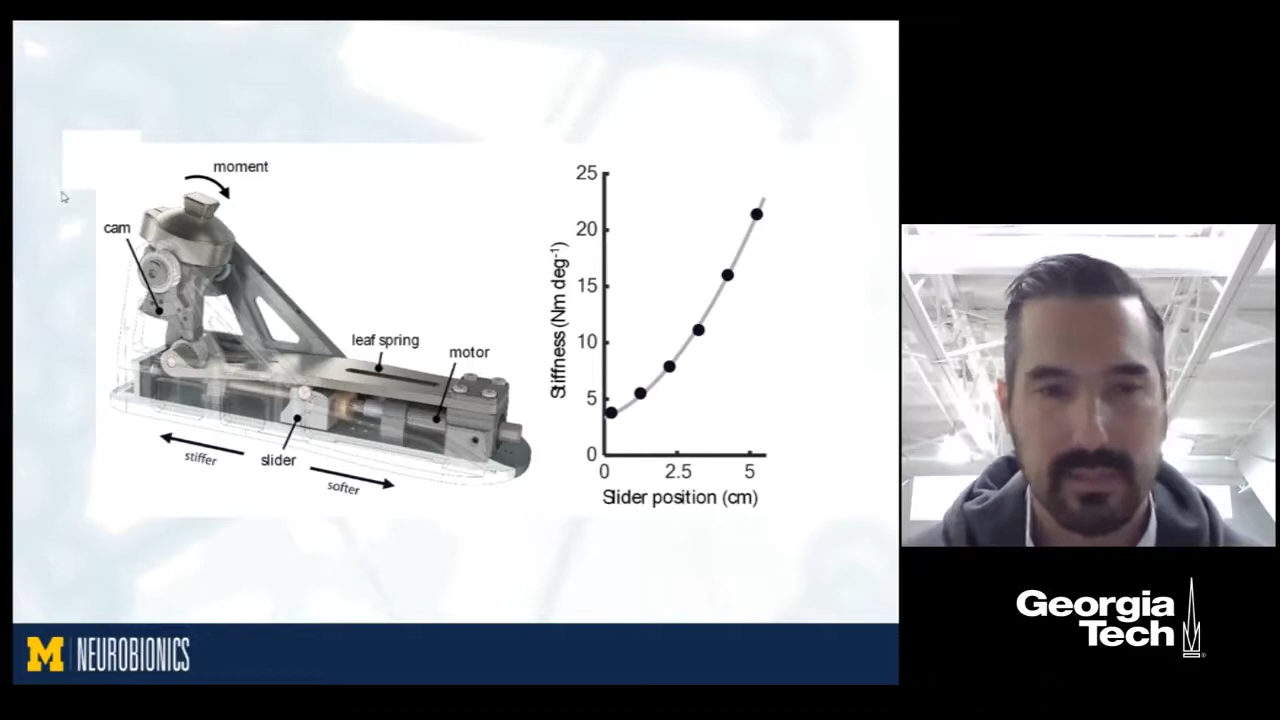 moment
cam
leaf spring
motor
slider
stiffer
softer
Stiffness (Nm deg-1)
25
20
15
10
5
0
0 2.5 5
Slider position (cm)
M NEUROBIONICS
Georgia
Tech